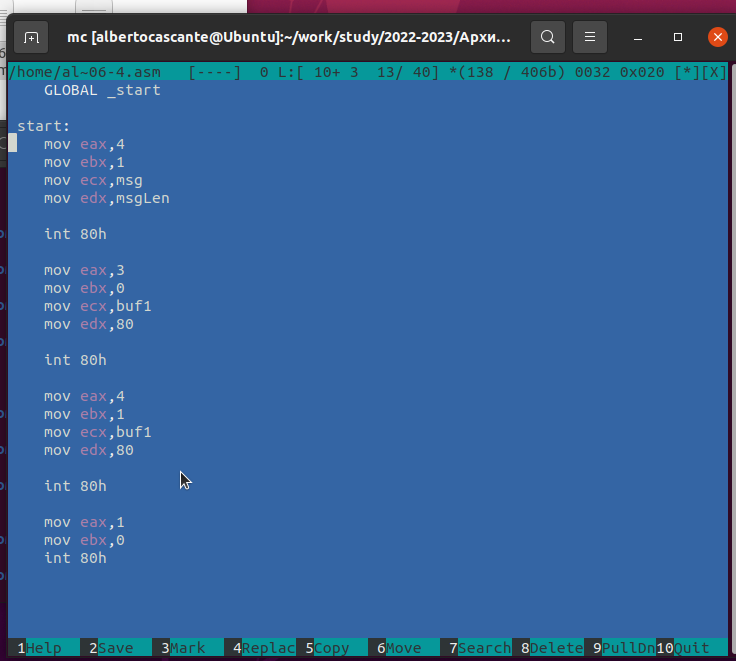 mc [albertocascante@Ubuntu]:~/work/study/2022-2023/Архи...
/home/al~06-4.asm [----] 0 L:[ 10+ 3 13/ 40] *(138 / 406b) 0032 0x020 [*][X]
GLOBAL _start
start:
mov eax,4
mov ebx,1
mov ecx,msg
mov edx,msgLen
int 80h
mov eax,3
mov ebx,0
mov ecx,buf1
mov edx,80
int 80h
mov eax,4
mov ebx,1
mov ecx,buf1
mov edx,80
int 80h
mov eax,1
mov ebx,0
int 80h
1Help 2Save 3Mark 4Replac 5Copy 6Move 7Search 8Delete 9PullDn 10Quit